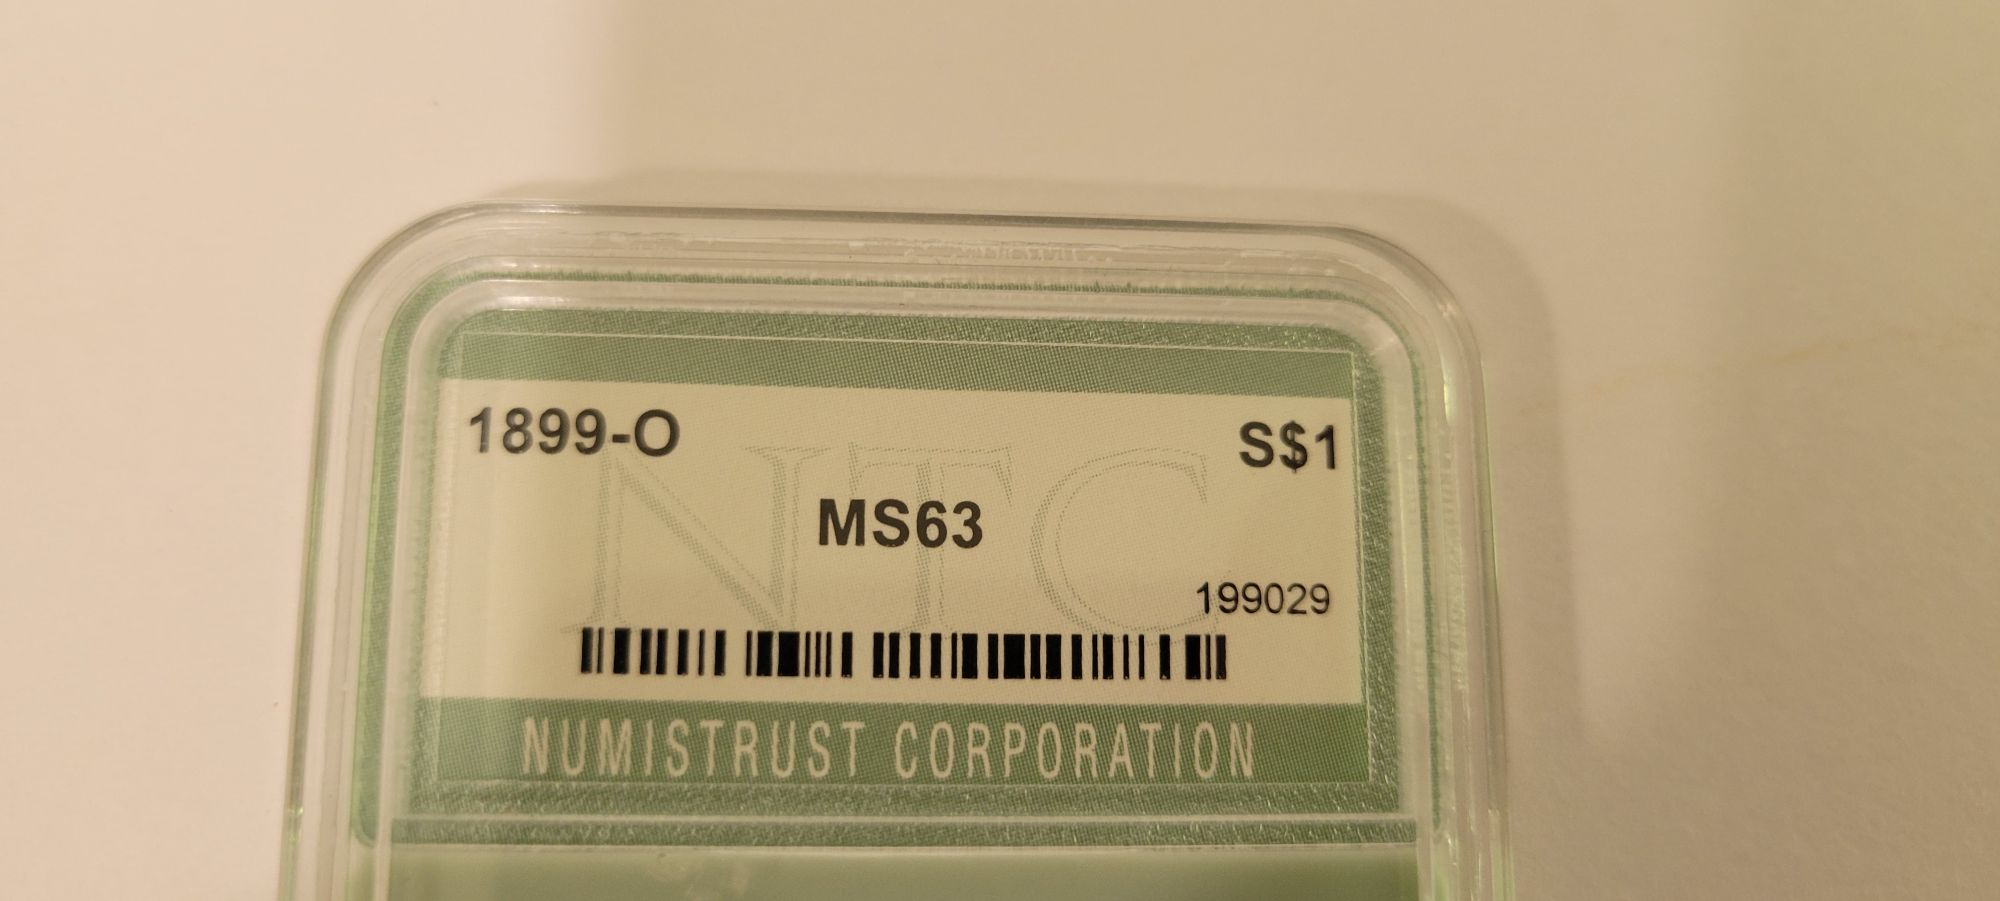 1899-O S$1
NTC
MS63
199029
NUMISTRUST CORPORATION